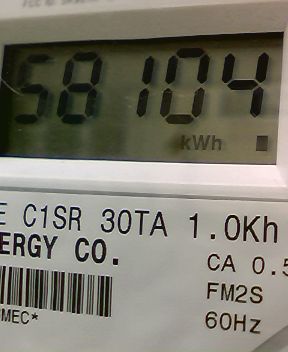 58104
kWh
E C1SR 30TA 1.0Kh
ERGY CO.
CA 0.5
FM2S
MEC*
60Hz